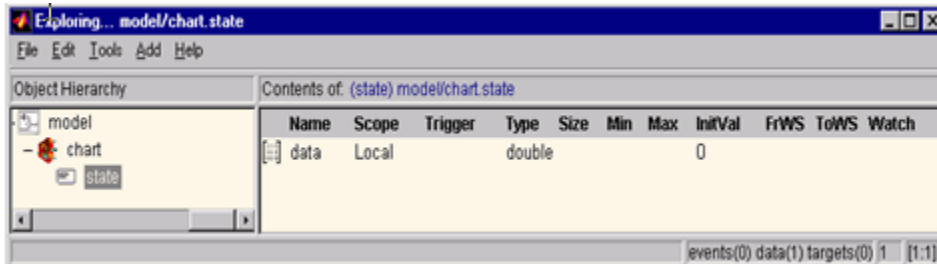 Exploring... model/chart.state
File Edit Tools Add Help
Object Hierarchy
Contents of: (state) model/chart.state
model
chart
state
Name Scope Trigger Type Size Min Max InitVal FrWS ToWS Watch
data Local double 0
events(0) data(1) targets(0) 1 [1:1]